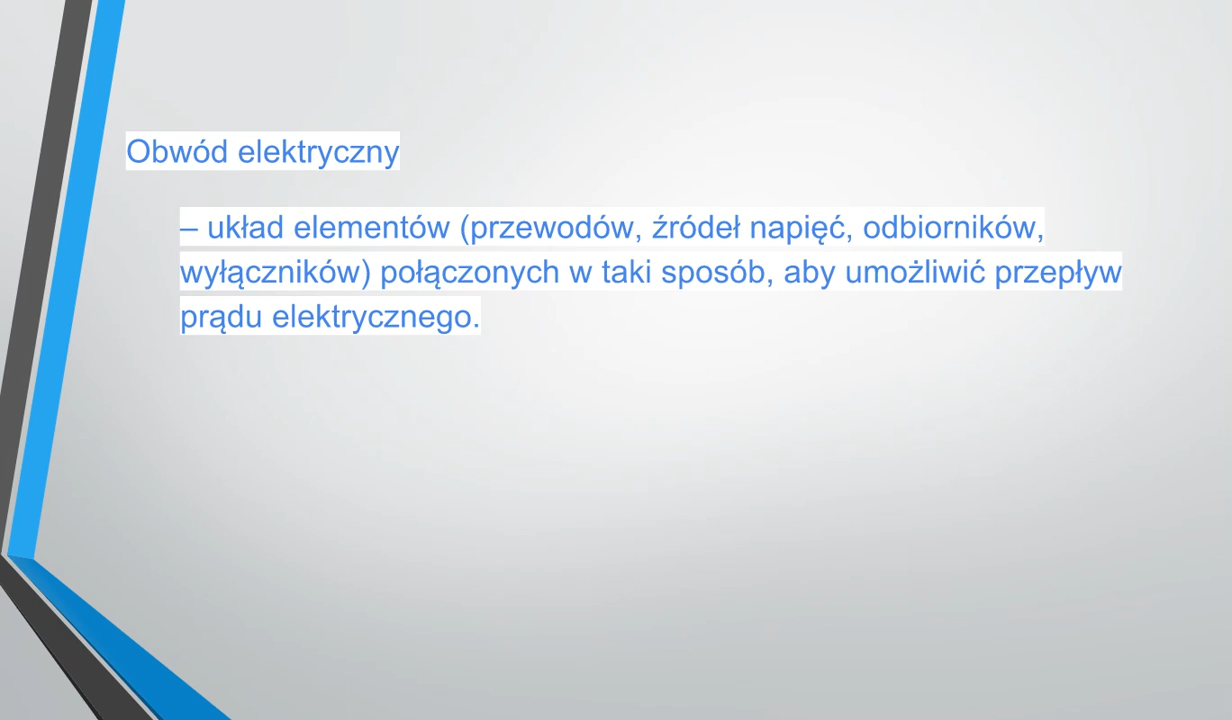 Obwód elektryczny
– układ elementów (przewodów, źródeł napięć, odbiorników,
wyłączników) połączonych w taki sposób, aby umożliwić przepływ
prądu elektrycznego.